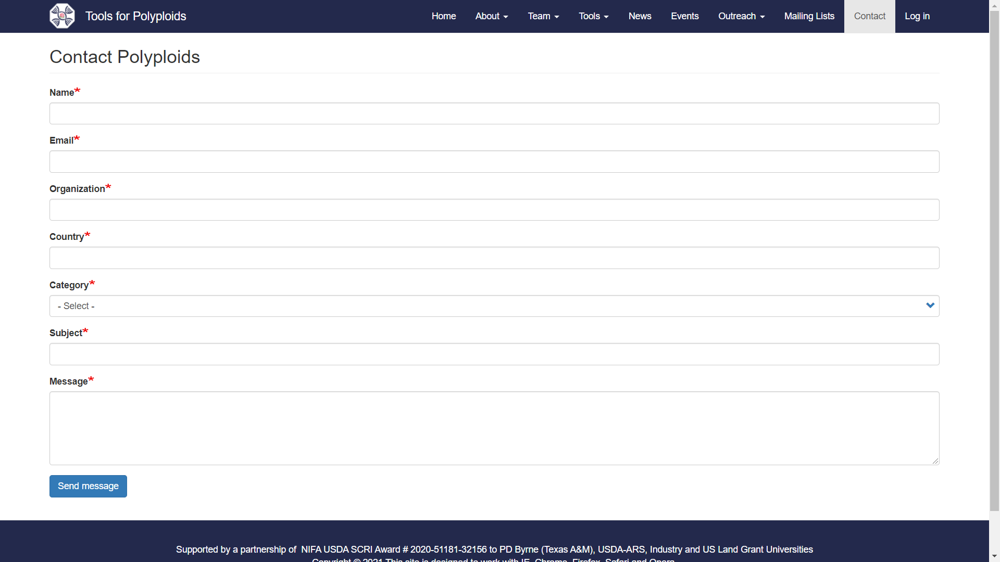 Tools for Polyploids
Home About Team Tools News Events Outreach Mailing Lists Contact Log in
Contact Polyploids
Name*
Email*
Organization*
Country*
Category*
- Select -
Subject*
Message*
Send message
Supported by a partnership of NIFA USDA SCRI Award # 2020-51181-32156 to PD Byrne (Texas A&M), USDA-ARS, Industry and US Land Grant Universities
Copyright © 2021 This site is designed to work with IE, Chrome, Firefox, Safari and Opera.